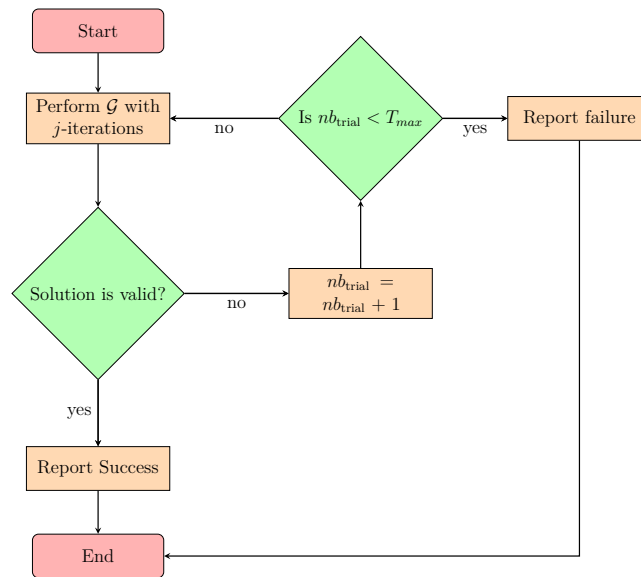 Start
Perform 𝒢 with
j-iterations
Is nb_trial < T_max
no
yes
Report failure
Solution is valid?
no
nb_trial =
nb_trial + 1
yes
Report Success
End